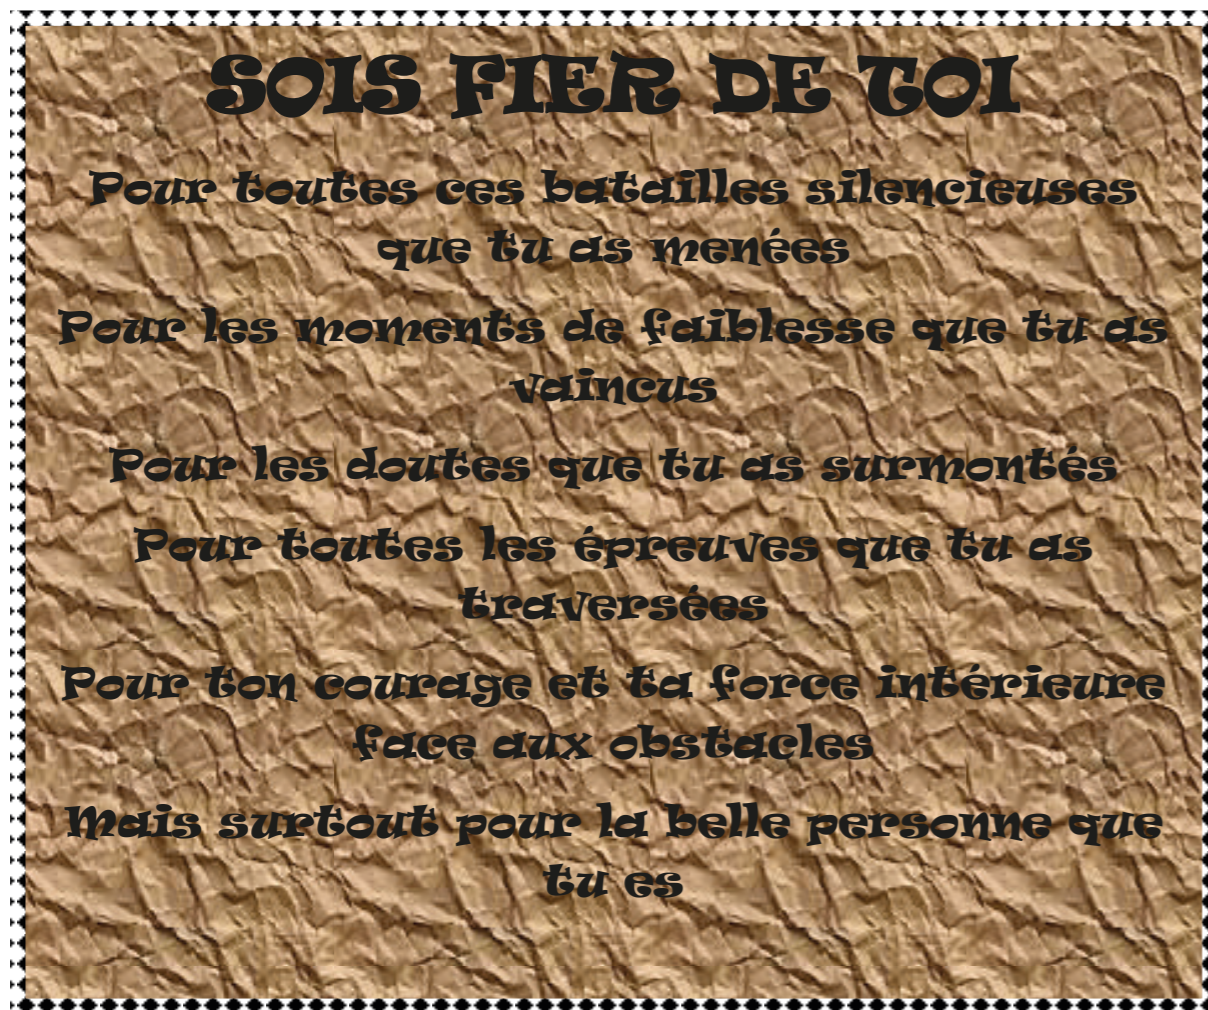 SOIS FIER DE TOI
Pour toutes ces batailles silencieuses
que tu as menées
Pour les moments de faiblesse que tu as
vaincus
Pour les doutes que tu as surmontés
Pour toutes les épreuves que tu as
traversées
Pour ton courage et ta force intérieure
face aux obstacles
Mais surtout pour la belle personne que
tu es